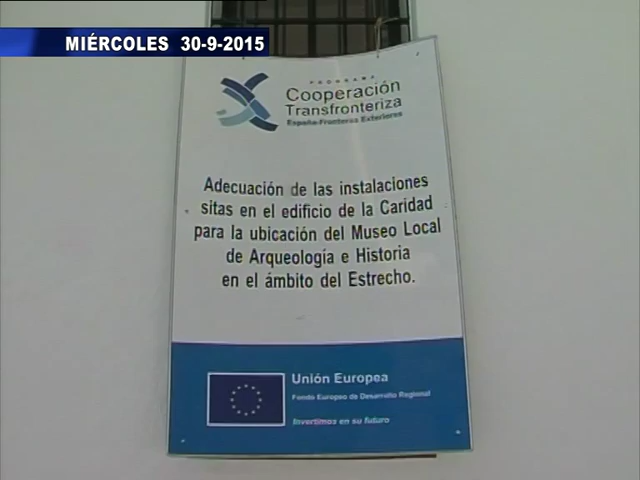 MIÉRCOLES 30-9-2015
PROGRAMA
Cooperación
Transfronteriza
España-Fronteras Exteriores
Adecuación de las instalaciones
sitas en el edificio de la Caridad
para la ubicación del Museo Local
de Arqueología e Historia
en el ámbito del Estrecho.
Unión Europea
Fondo Europeo de Desarrollo Regional
Invertimos en su futuro